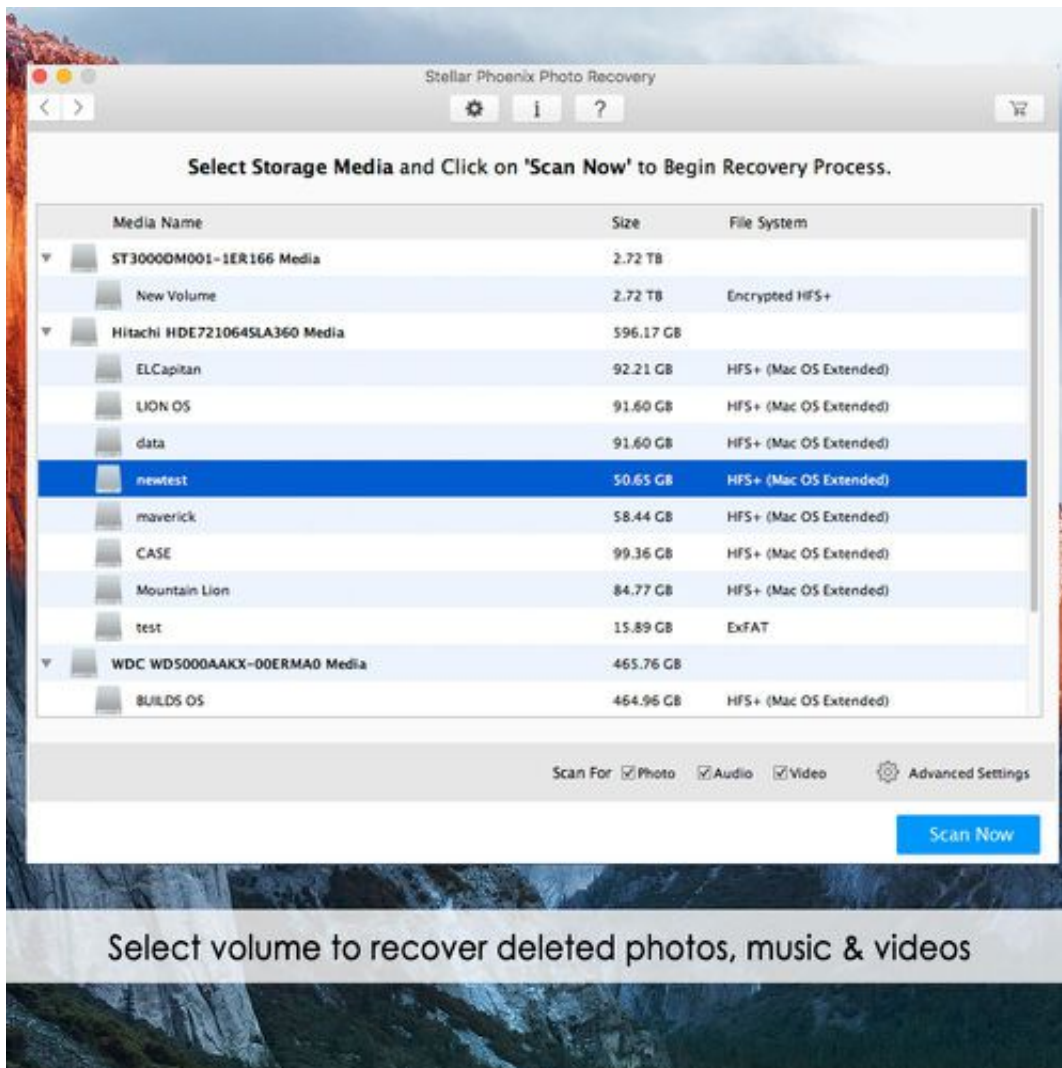 Stellar Phoenix Photo Recovery
Select Storage Media and Click on 'Scan Now' to Begin Recovery Process.
Media Name Size File System
ST3000DM001-1ER166 Media 2.72 TB
New Volume 2.72 TB Encrypted HFS+
Hitachi HDE721064SLA360 Media 596.17 GB
ELCapitan 92.21 GB HFS+ (Mac OS Extended)
LION OS 91.60 GB HFS+ (Mac OS Extended)
data 91.60 GB HFS+ (Mac OS Extended)
newtest 50.65 GB HFS+ (Mac OS Extended)
maverick 58.44 GB HFS+ (Mac OS Extended)
CASE 99.36 GB HFS+ (Mac OS Extended)
Mountain Lion 84.77 GB HFS+ (Mac OS Extended)
test 15.89 GB ExFAT
WDC WD5000AAKX-00ERMA0 Media 465.76 GB
BUILDS OS 464.96 GB HFS+ (Mac OS Extended)
Scan For Photo Audio Video Advanced Settings
Scan Now
Select volume to recover deleted photos, music & videos